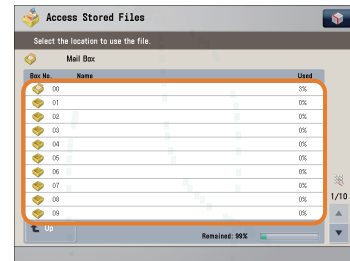 Access Stored Files
Select the location to use the file.
Mail Box
Box No. Name Used
00 3%
01 0%
02 0%
03 0%
04 0%
05 0%
06 0%
07 0%
08 0%
09 0%
1/10
Up
Remained: 99%